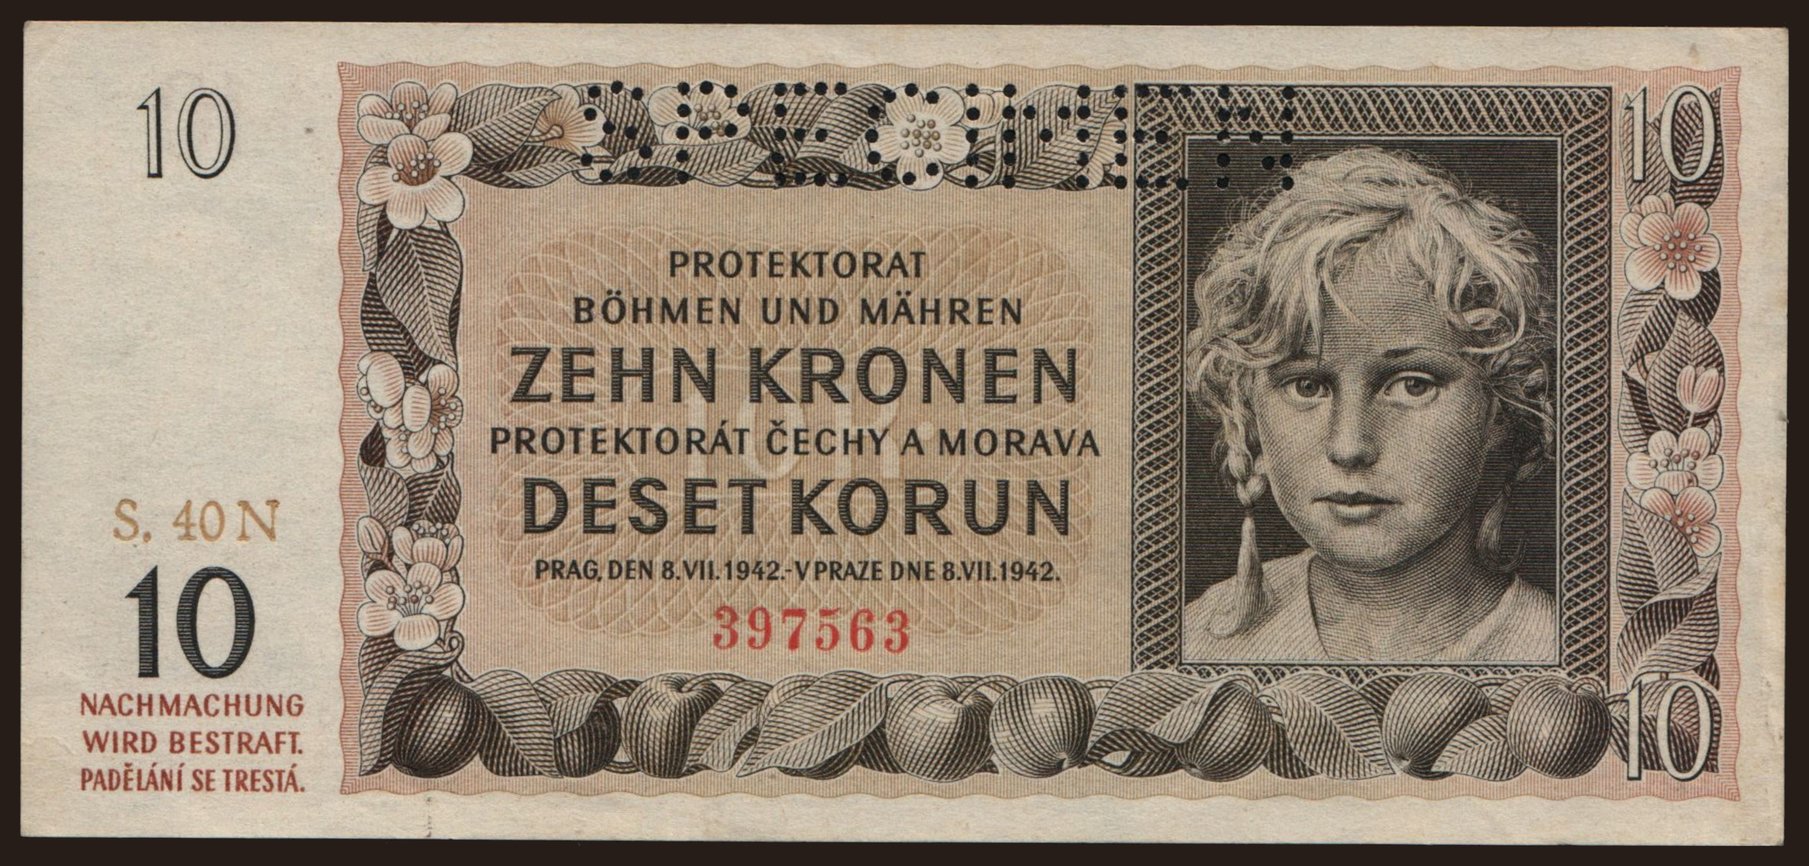 10
10
PROTEKTORAT
BÖHMEN UND MÄHREN
ZEHN KRONEN
PROTEKTORÁT ČECHY A MORAVA
DESET KORUN
PRAG, DEN 8.VII.1942.-V PRAZE DNE 8.VII.1942.
397563
S. 40 N
10
NACHMACHUNG
WIRD BESTRAFT.
PADĚLÁNÍ SE TRESTÁ.
10